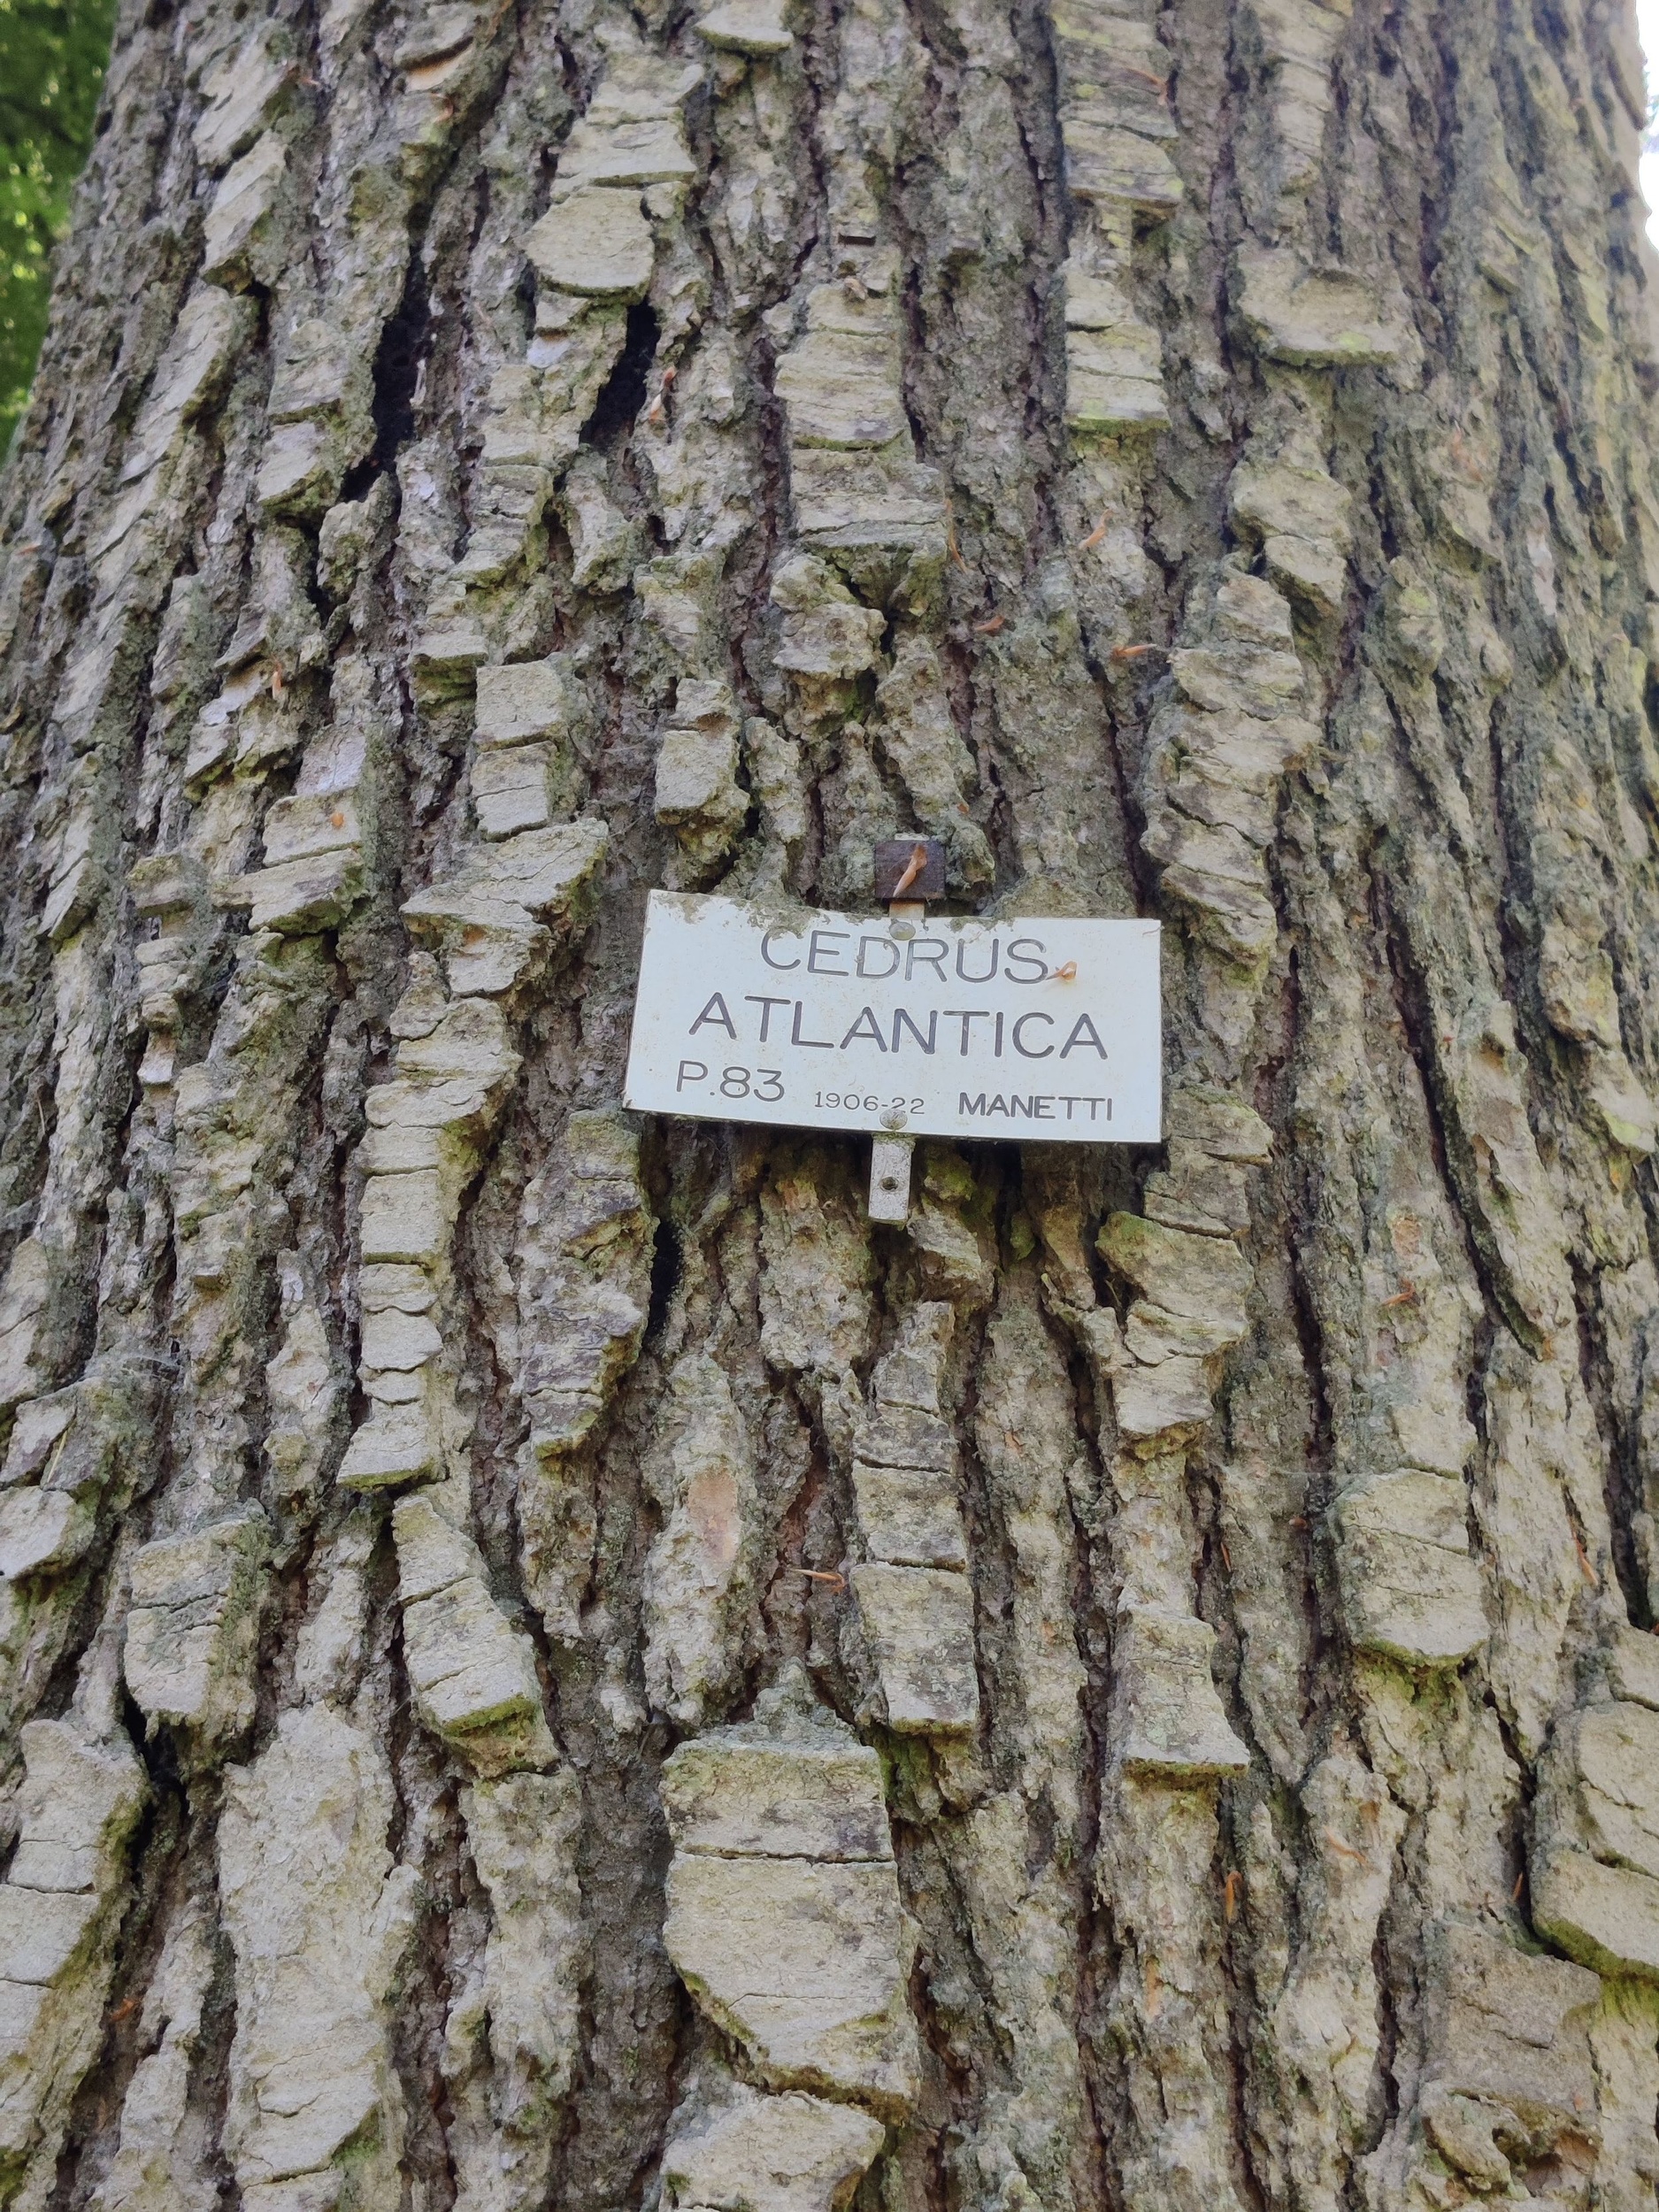 CEDRUS
ATLANTICA
P.83 1906-22 MANETTI